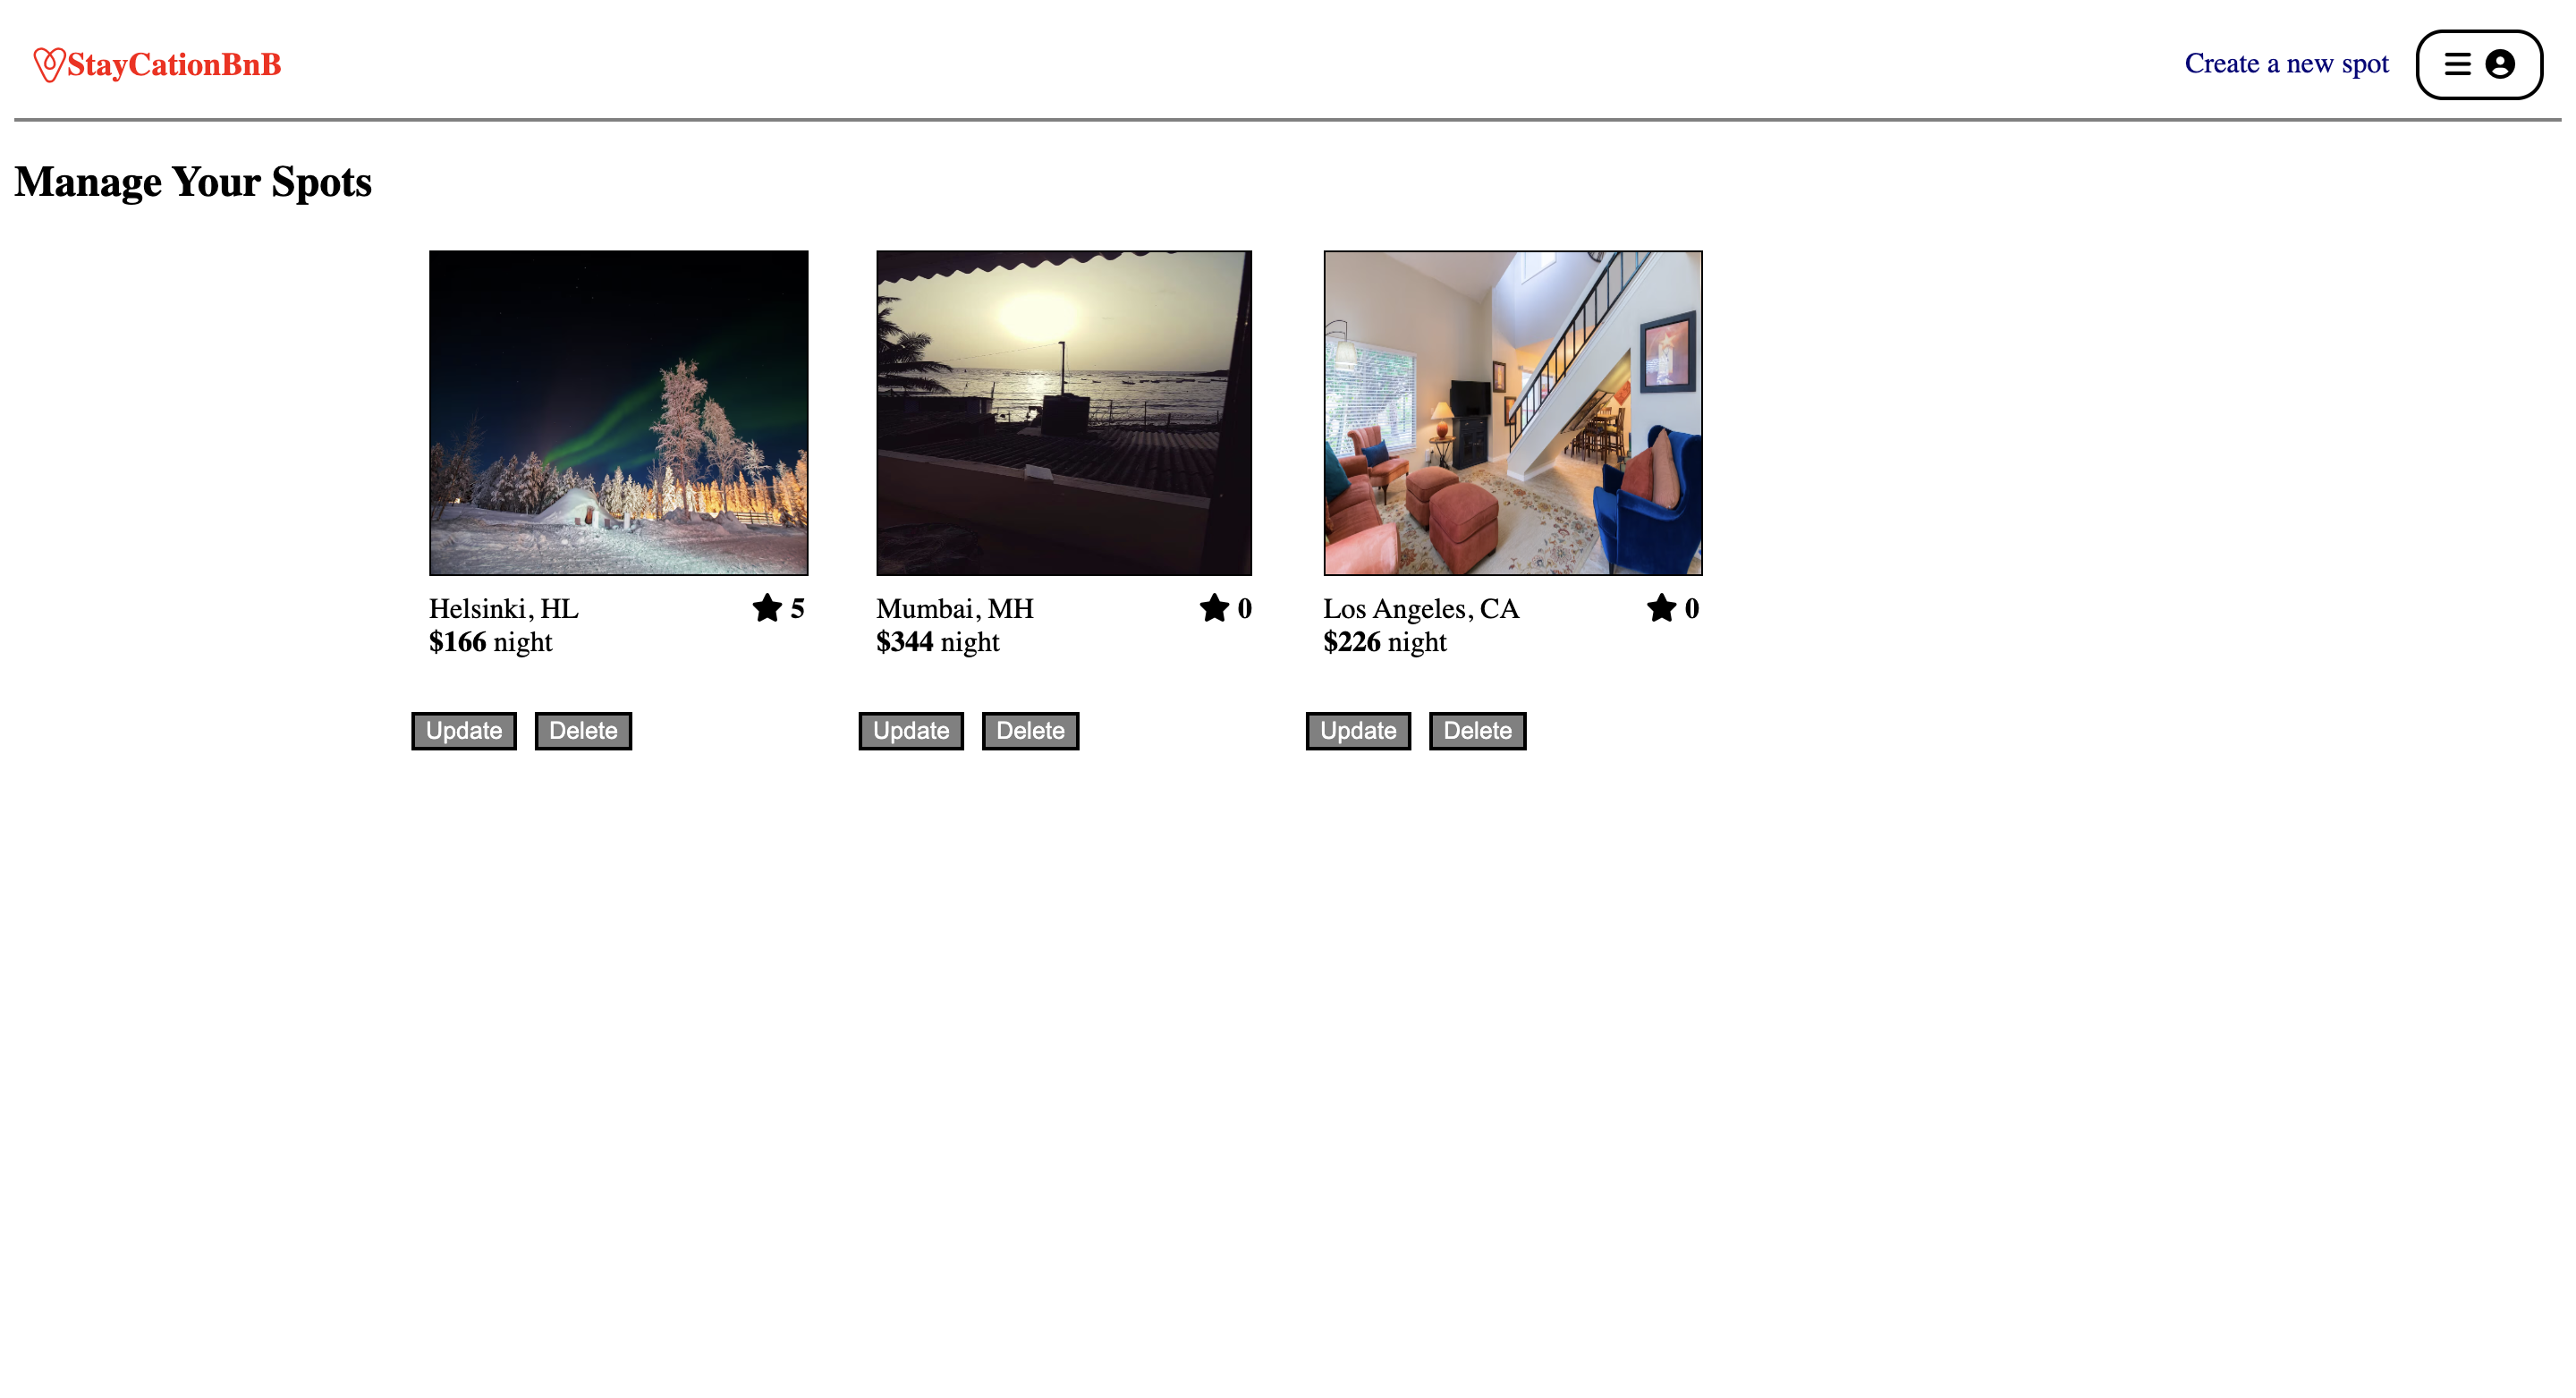 StayCationBnB
Create a new spot
Manage Your Spots
Helsinki, HL
5
$166 night
Update Delete
Mumbai, MH
0
$344 night
Update Delete
Los Angeles, CA
0
$226 night
Update Delete